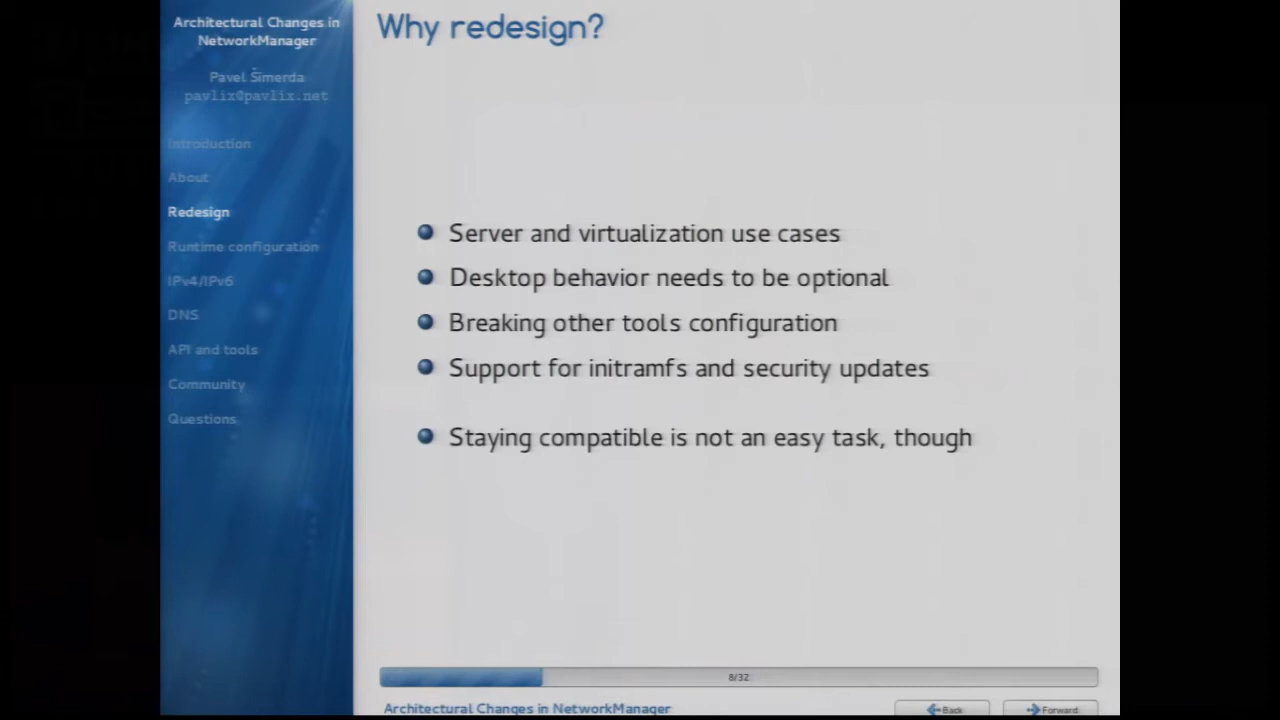 Architectural Changes in
NetworkManager
Pavel Šimerda
pavlix@pavlix.net
Introduction
About
Redesign
Runtime configuration
IPv4/IPv6
DNS
API and tools
Community
Questions
Why redesign?
Server and virtualization use cases
Desktop behavior needs to be optional
Breaking other tools configuration
Support for initramfs and security updates
Staying compatible is not an easy task, though
8/32
Architectural Changes in NetworkManager
Back
Forward